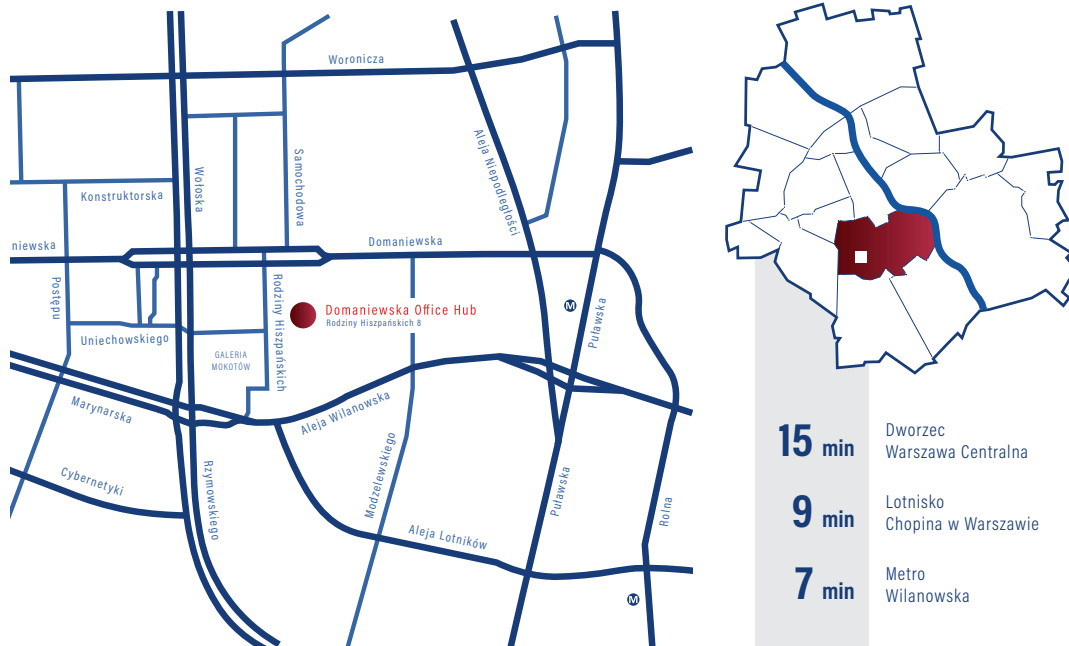 Woronicza
Aleja Niepodległości
Samochodowa
Wołoska
Konstruktorska
niewska
Domaniewska
Postępu
Rodziny Hiszpańskich
Domaniewska Office Hub
Rodziny Hiszpańskich 8
M
Puławska
Uniechowskiego
GALERIA
MOKOTÓW
Marynarska
Aleja Wilanowska
Modzelewskiego
Cybernetyki
Rzymowskiego
Puławska
Rolna
Aleja Lotników
M
15 min
Dworzec
Warszawa Centralna
9 min
Lotnisko
Chopina w Warszawie
7 min
Metro
Wilanowska